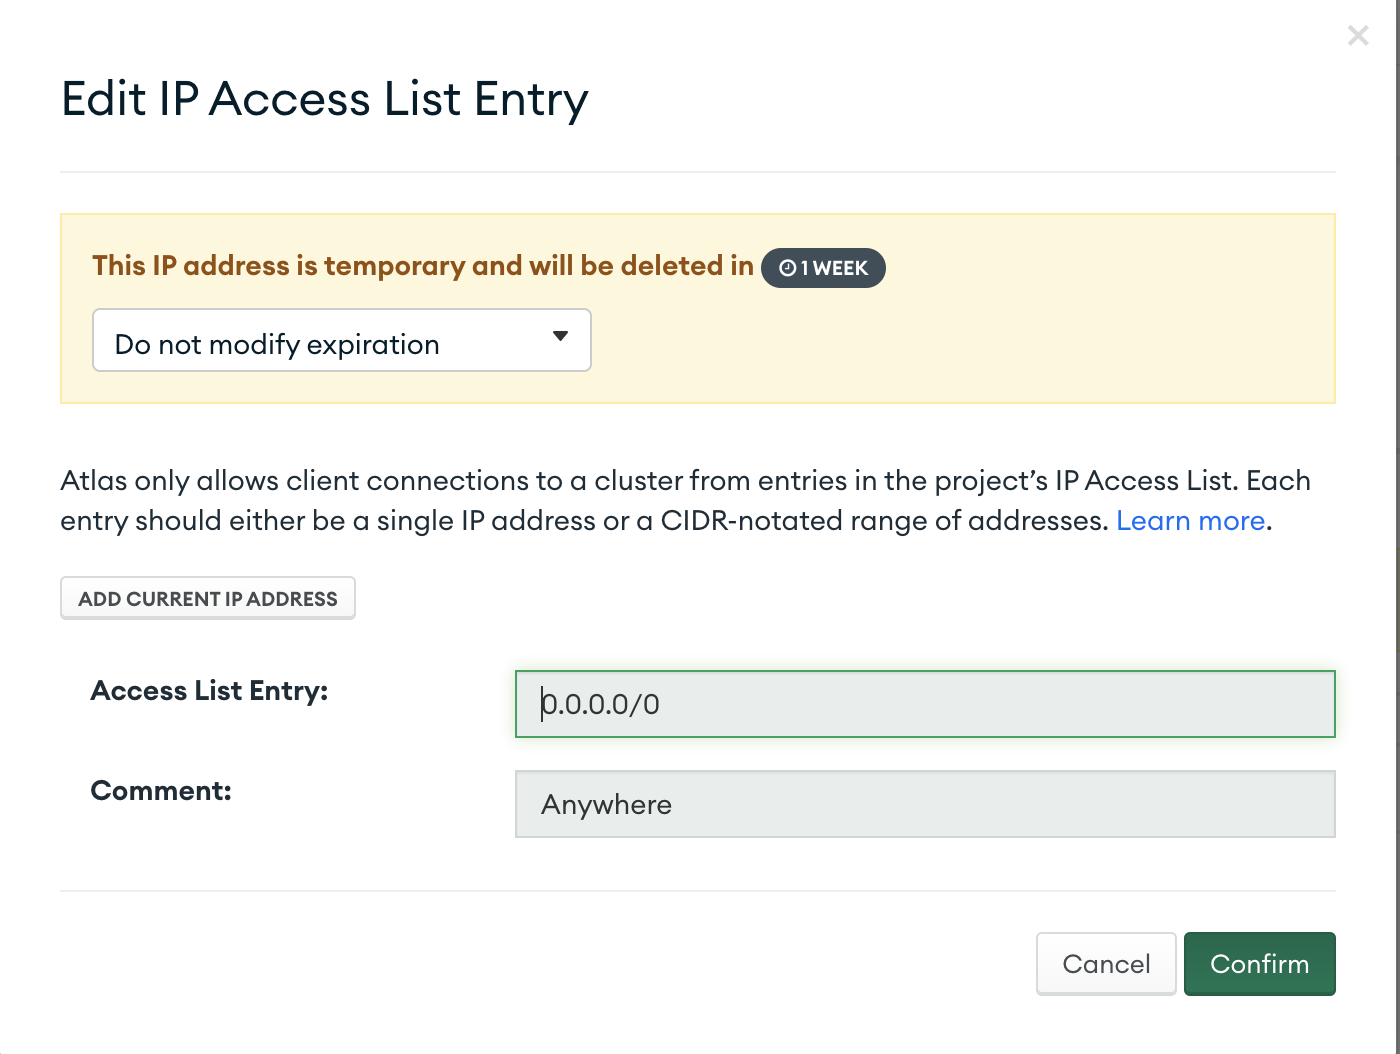 Edit IP Access List Entry
This IP address is temporary and will be deleted in 1 WEEK
Do not modify expiration
Atlas only allows client connections to a cluster from entries in the project’s IP Access List. Each
entry should either be a single IP address or a CIDR-notated range of addresses. Learn more.
ADD CURRENT IP ADDRESS
Access List Entry: 0.0.0.0/0
Comment: Anywhere
Cancel Confirm